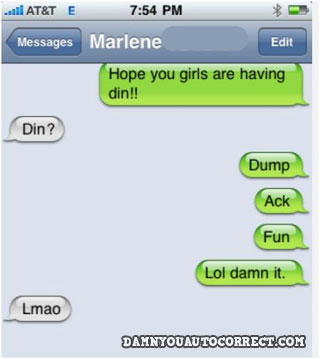 AT&T E 7:54 PM
Messages Marlene Edit
Hope you girls are having
din!!
Din?
Dump
Ack
Fun
Lol damn it.
Lmao
DAMNYOUAUTOCORRECT.COM